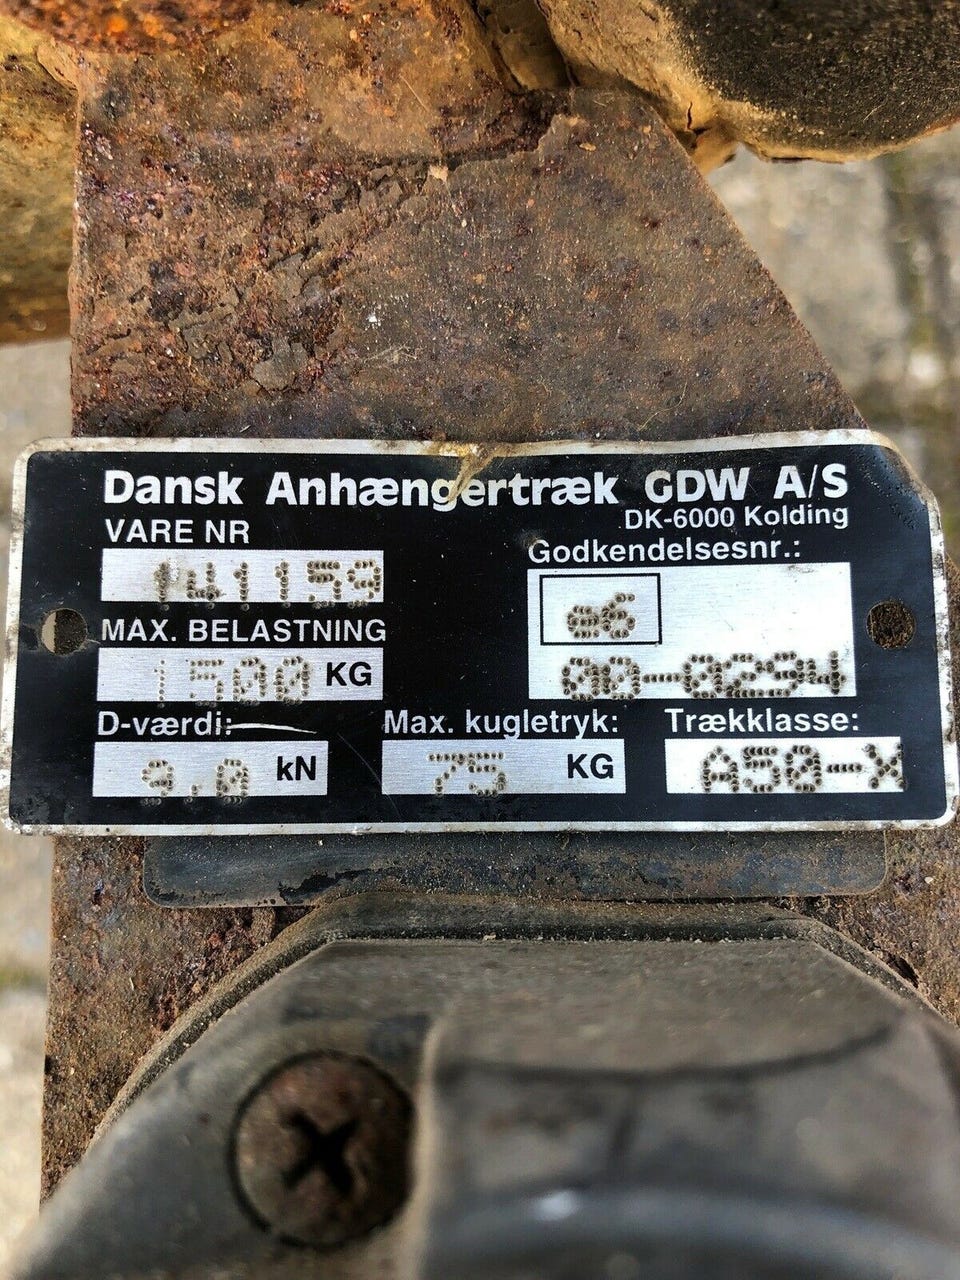 Dansk Anhængertræk GDW A/S
DK-6000 Kolding
VARE NR
141159
MAX. BELASTNING
1500 KG
Godkendelsesnr.:
e6
00-0294
D-værdi:
9.0 kN
Max. kugletryk:
75 KG
Trækklasse:
A50-X